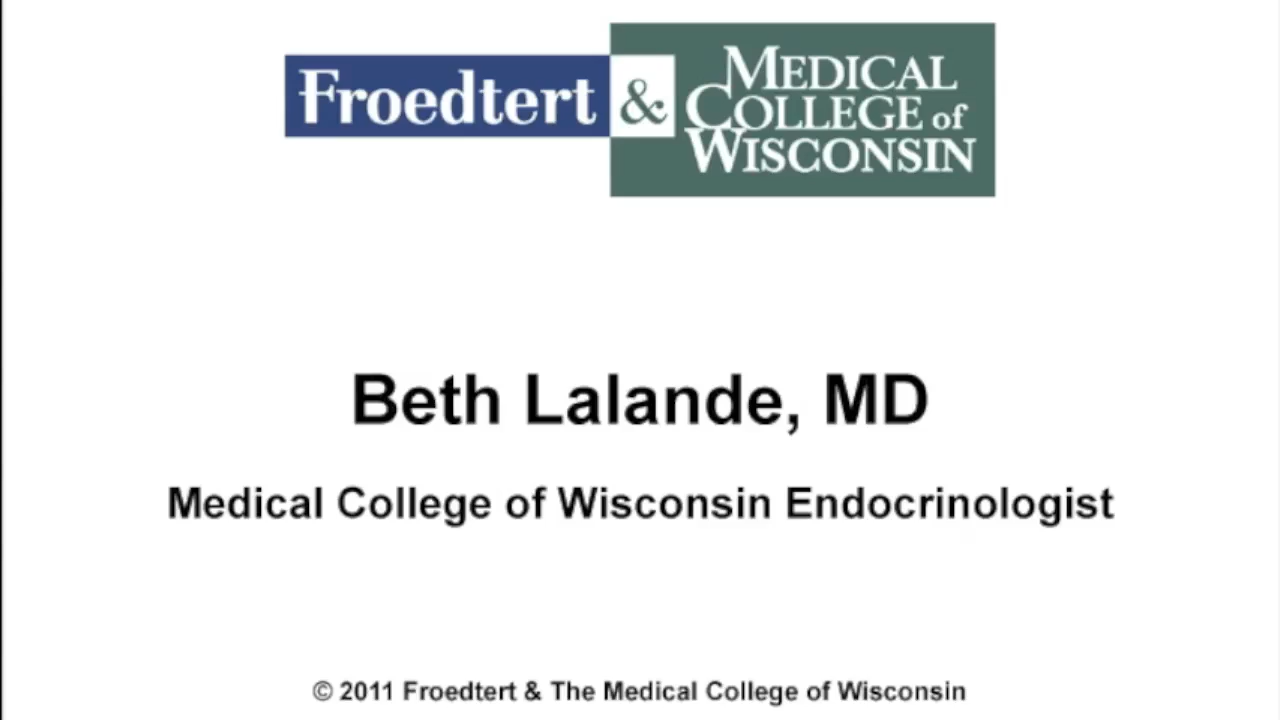 Froedtert & MEDICAL COLLEGE of WISCONSIN
Beth Lalande, MD
Medical College of Wisconsin Endocrinologist
© 2011 Froedtert & The Medical College of Wisconsin